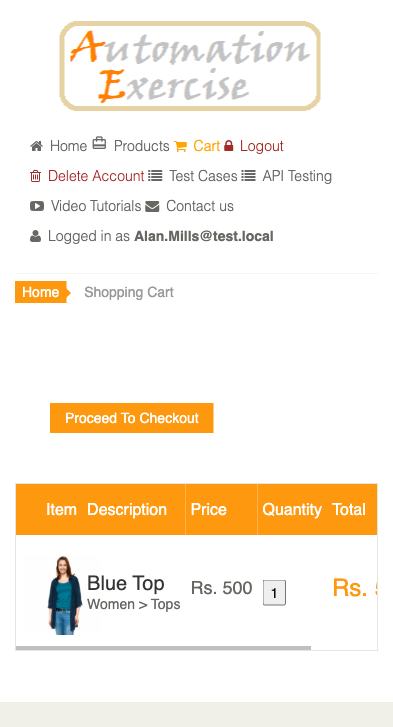 Automation
Exercise
Home Products Cart Logout
Delete Account Test Cases API Testing
Video Tutorials Contact us
Logged in as Alan.Mills@test.local
Home Shopping Cart
Proceed To Checkout
Item Description Price Quantity Total
Blue Top Rs. 500 1 Rs.
Women > Tops